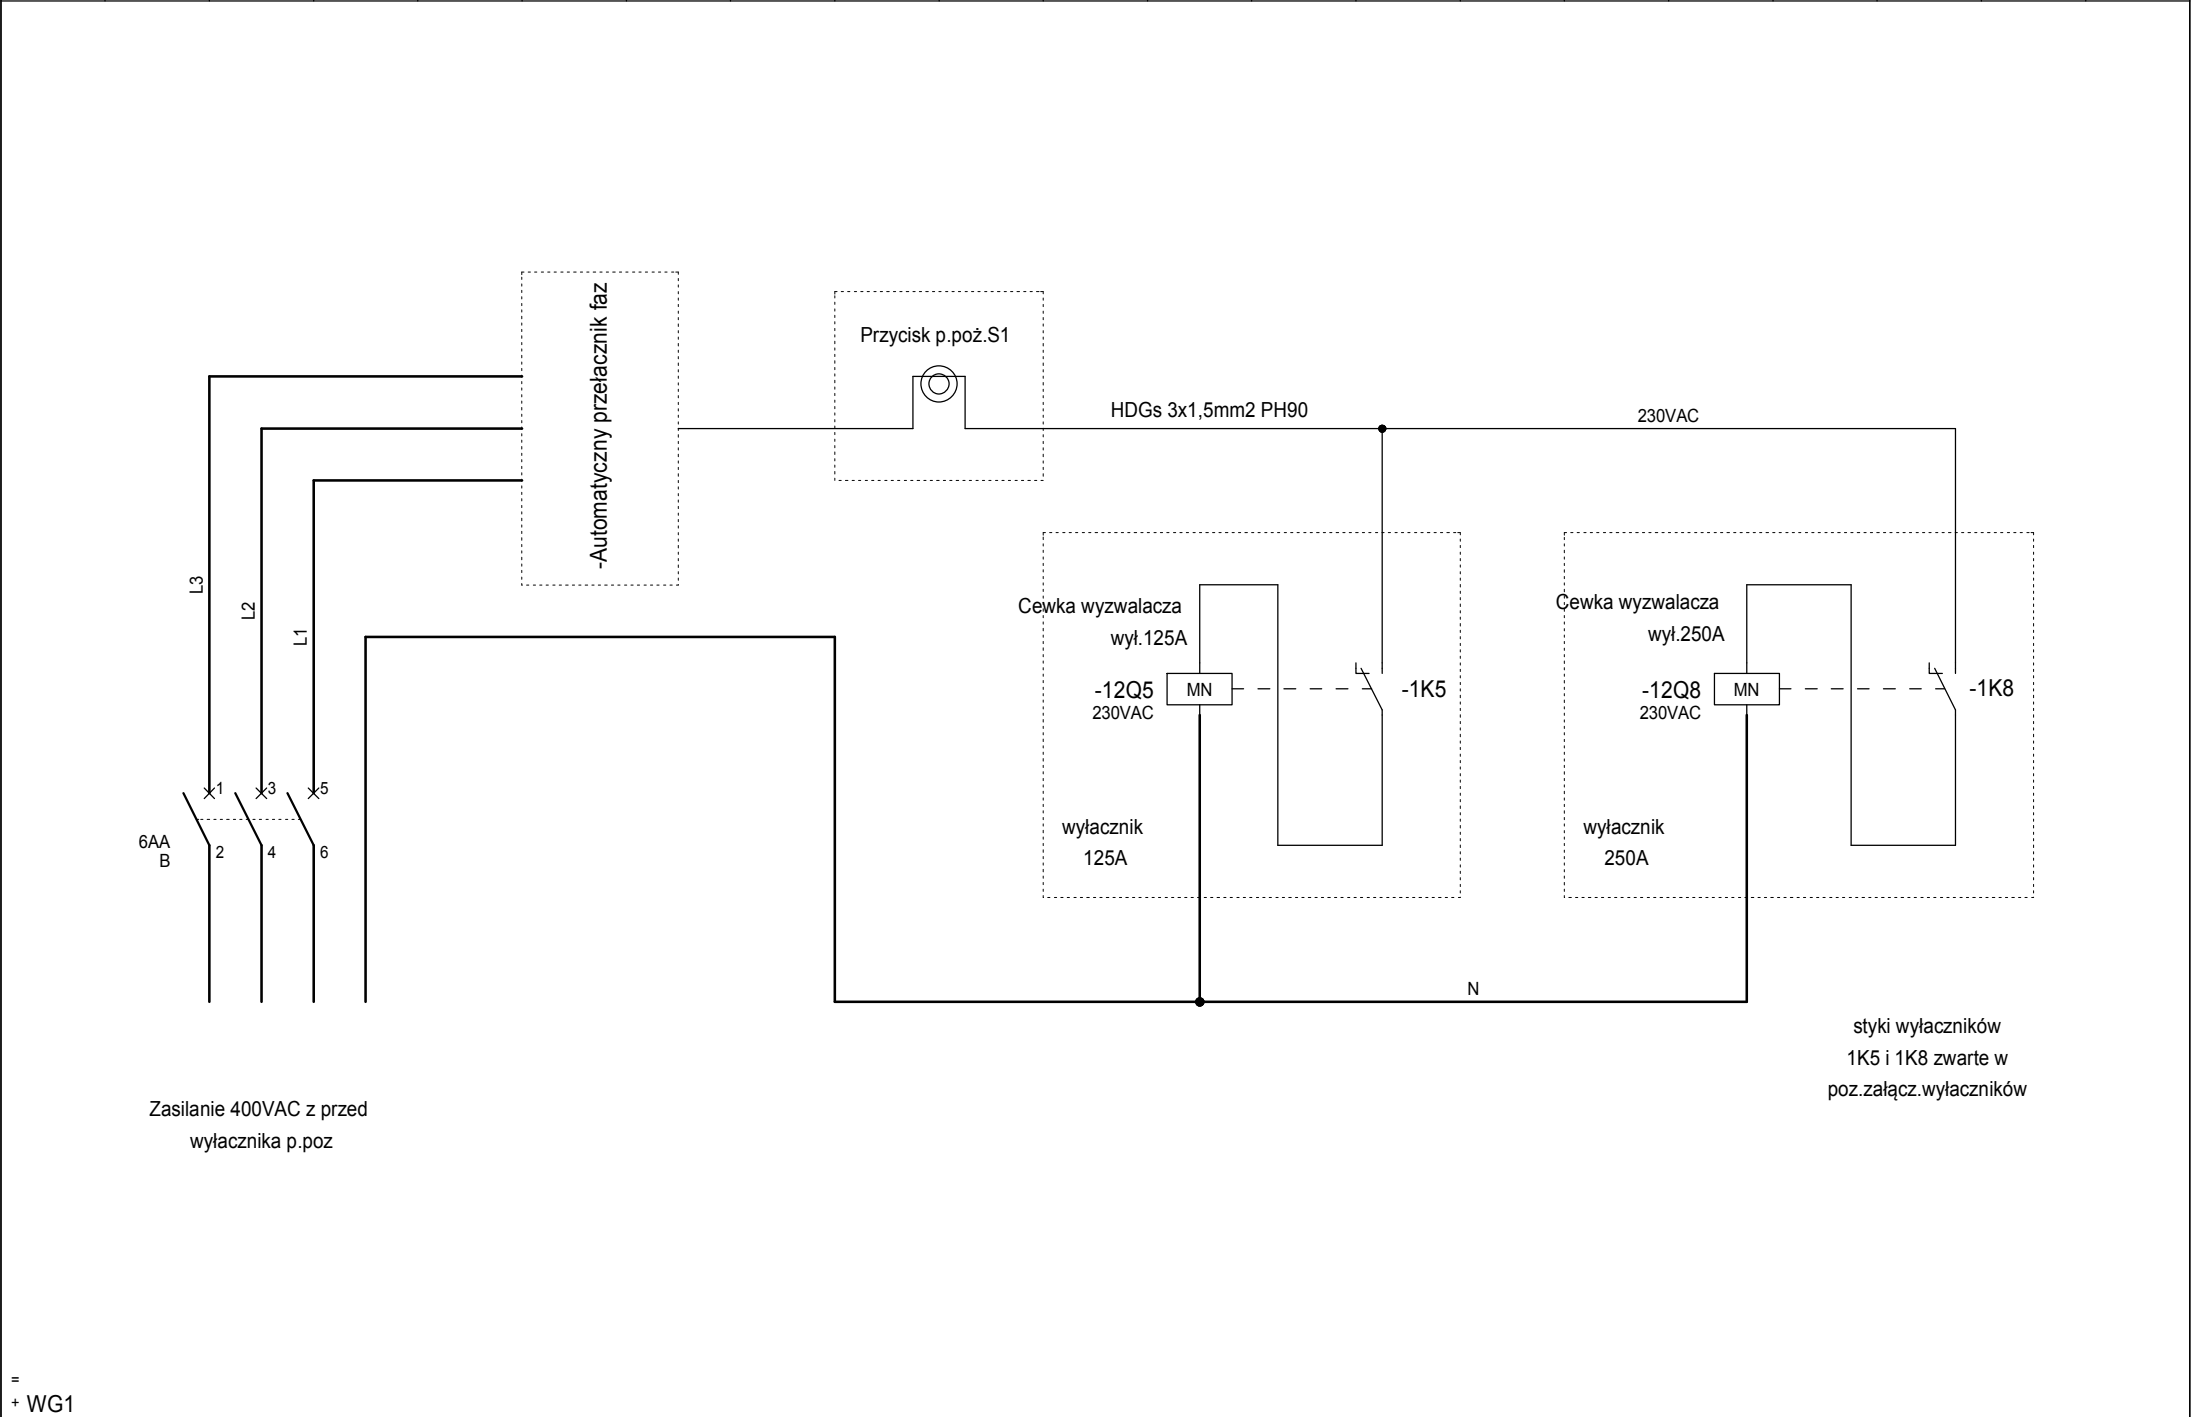 -Automatyczny przełacznik faz
Przycisk p.poż.S1
HDGs 3x1,5mm2 PH90
230VAC
L3
L2
L1
Cewka wyzwalacza
wył.125A
-12Q5
230VAC
MN
-1K5
Cewka wyzwalacza
wył.250A
-12Q8
230VAC
MN
-1K8
1
3
5
6AA
B
2
4
6
wyłacznik
125A
wyłacznik
250A
N
styki wyłaczników
1K5 i 1K8 zwarte w
poz.załącz.wyłaczników
Zasilanie 400VAC z przed
wyłacznika p.poz
=
+ WG1